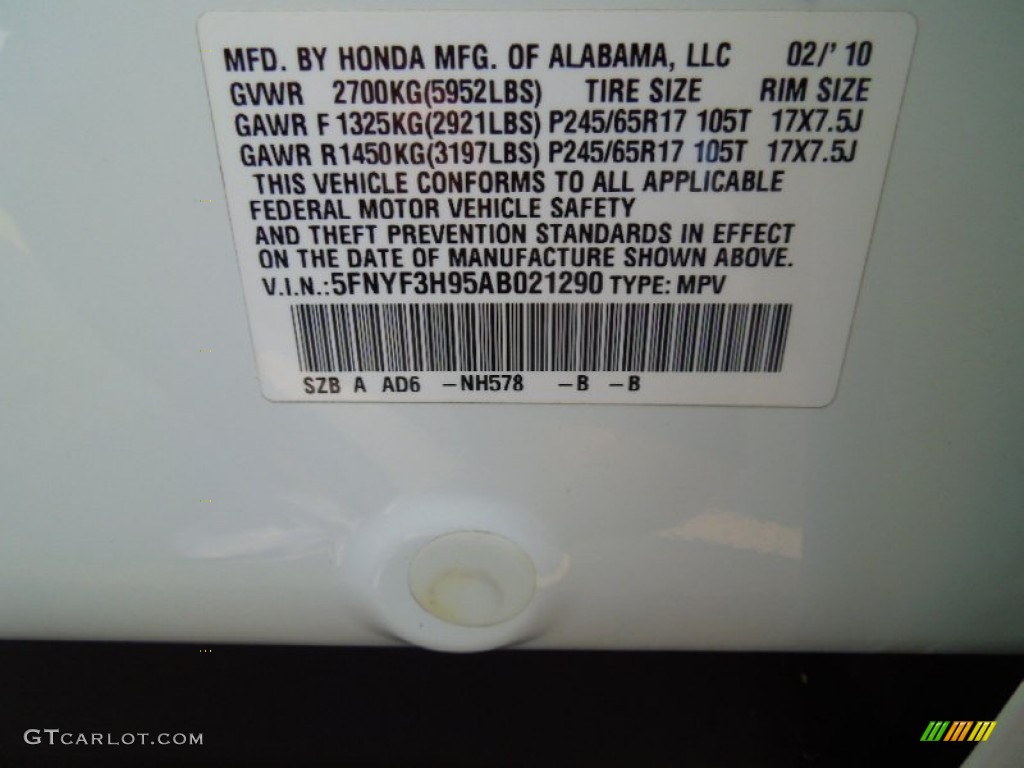 MFD. BY HONDA MFG. OF ALABAMA, LLC 02/' 10
GVWR 2700KG(5952LBS) TIRE SIZE RIM SIZE
GAWR F 1325KG(2921LBS) P245/65R17 105T 17X7.5J
GAWR R1450KG(3197LBS) P245/65R17 105T 17X7.5J
THIS VEHICLE CONFORMS TO ALL APPLICABLE
FEDERAL MOTOR VEHICLE SAFETY
AND THEFT PREVENTION STANDARDS IN EFFECT
ON THE DATE OF MANUFACTURE SHOWN ABOVE.
V.I.N.:5FNYF3H95AB021290 TYPE: MPV
SZB A AD6 -NH578 -B -B
GTCARLOT.COM